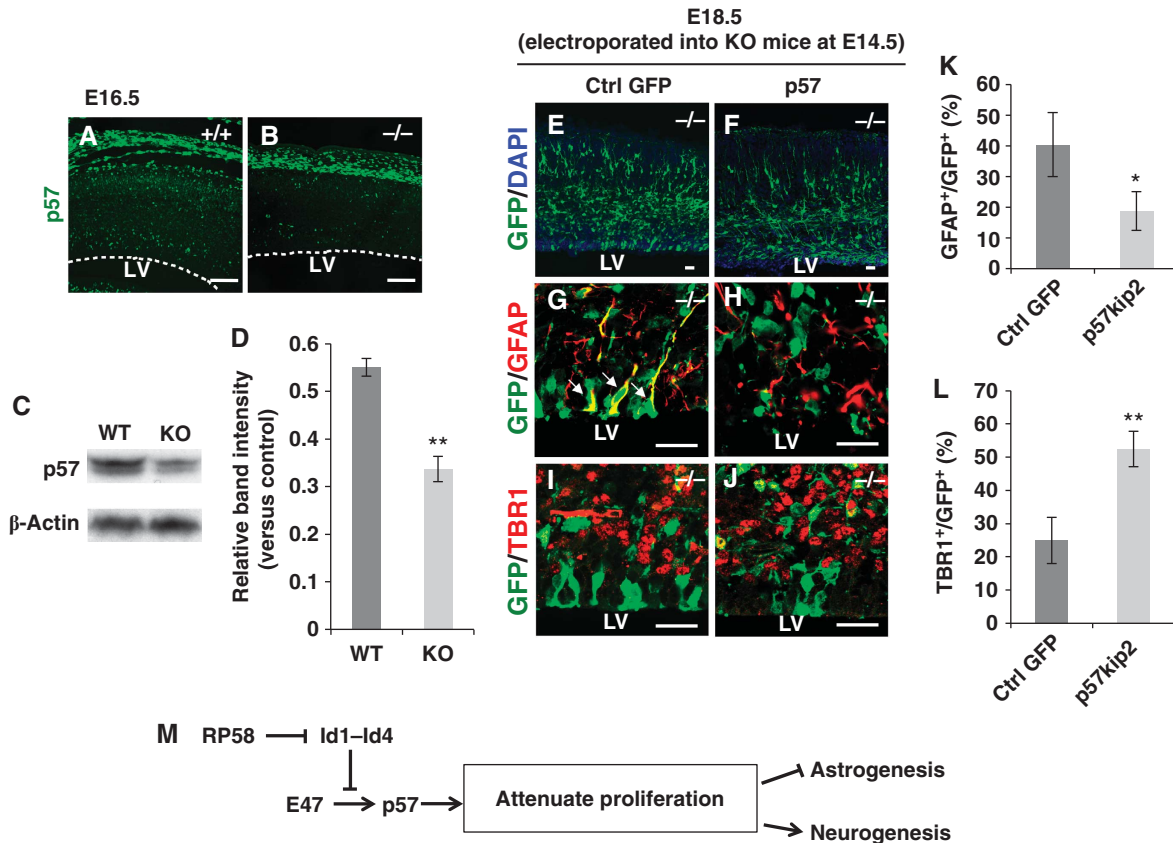 E16.5
A
+/+
B
–/–
p57
LV
LV
C
WT KO
p57
β-Actin
D
Relative band intensity
(versus control)
0.6
0.5
0.4
0.3
0.2
0.1
0
**
WT
KO
E18.5
(electroporated into KO mice at E14.5)
Ctrl GFP
p57
GFP/DAPI
E
–/–
LV
F
–/–
LV
GFP/GFAP
G
–/–
LV
H
–/–
LV
GFP/TBR1
I
–/–
LV
J
–/–
LV
K
GFAP+/GFP+ (%)
60
50
40
30
20
10
0
*
Ctrl GFP
p57kip2
L
TBR1+/GFP+ (%)
70
60
50
40
30
20
10
0
**
Ctrl GFP
p57kip2
M
RP58
Id1–Id4
E47
p57
Attenuate proliferation
Astrogenesis
Neurogenesis